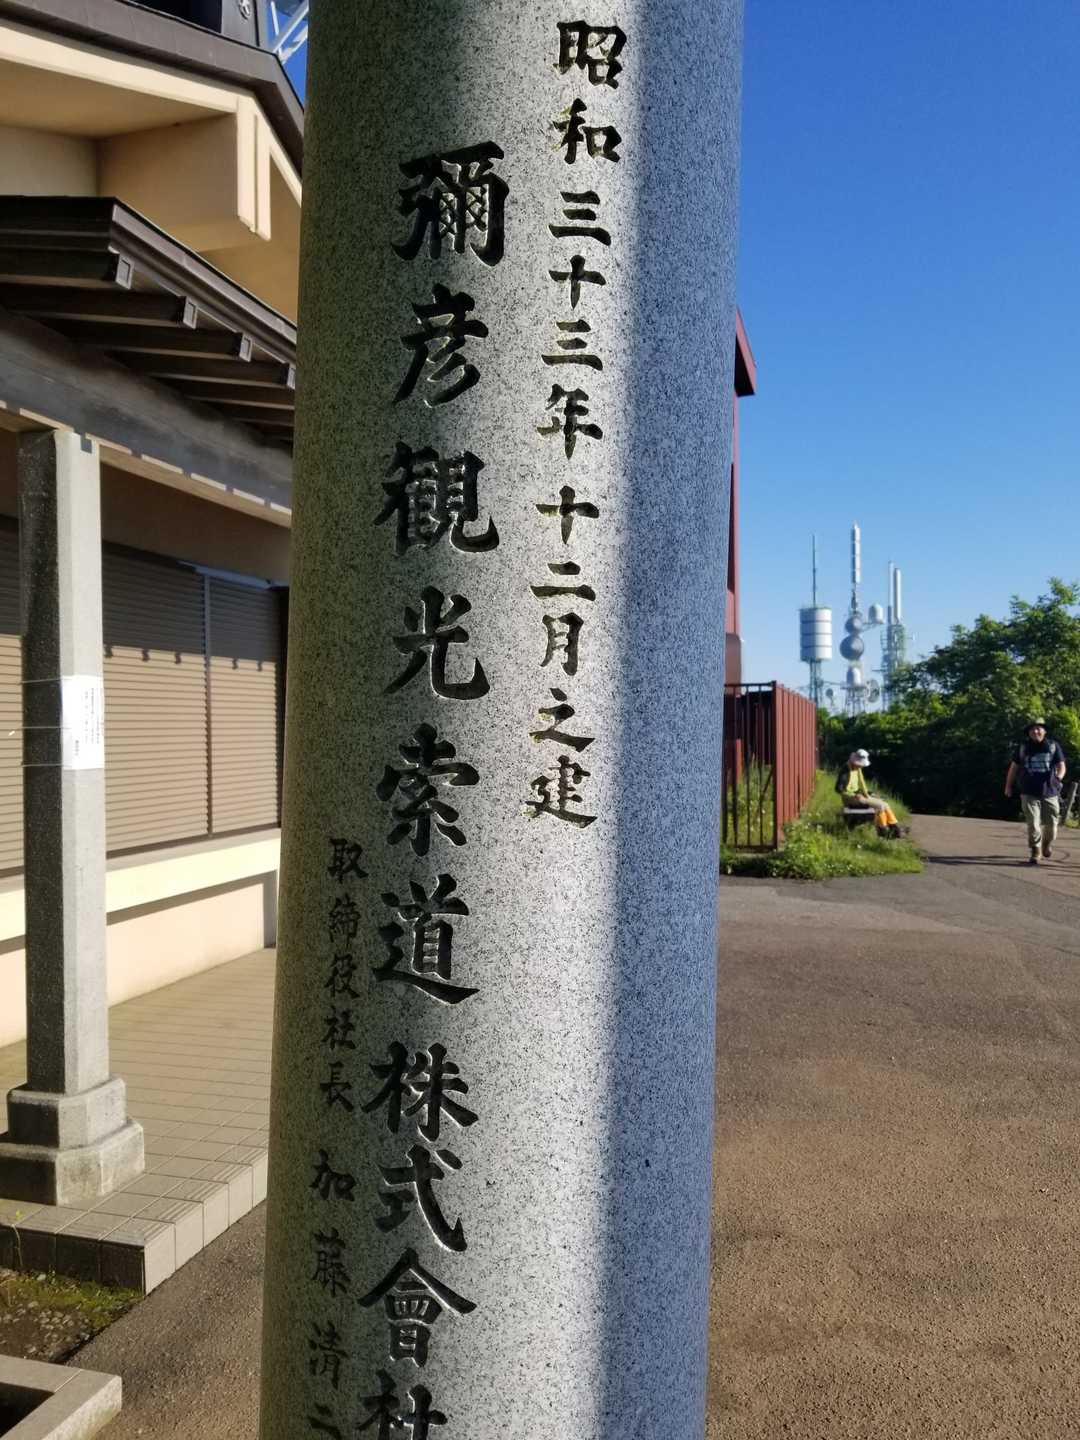 昭和三十三年十二月之建
彌彦観光索道株式會社
取締役社長 加藤清二